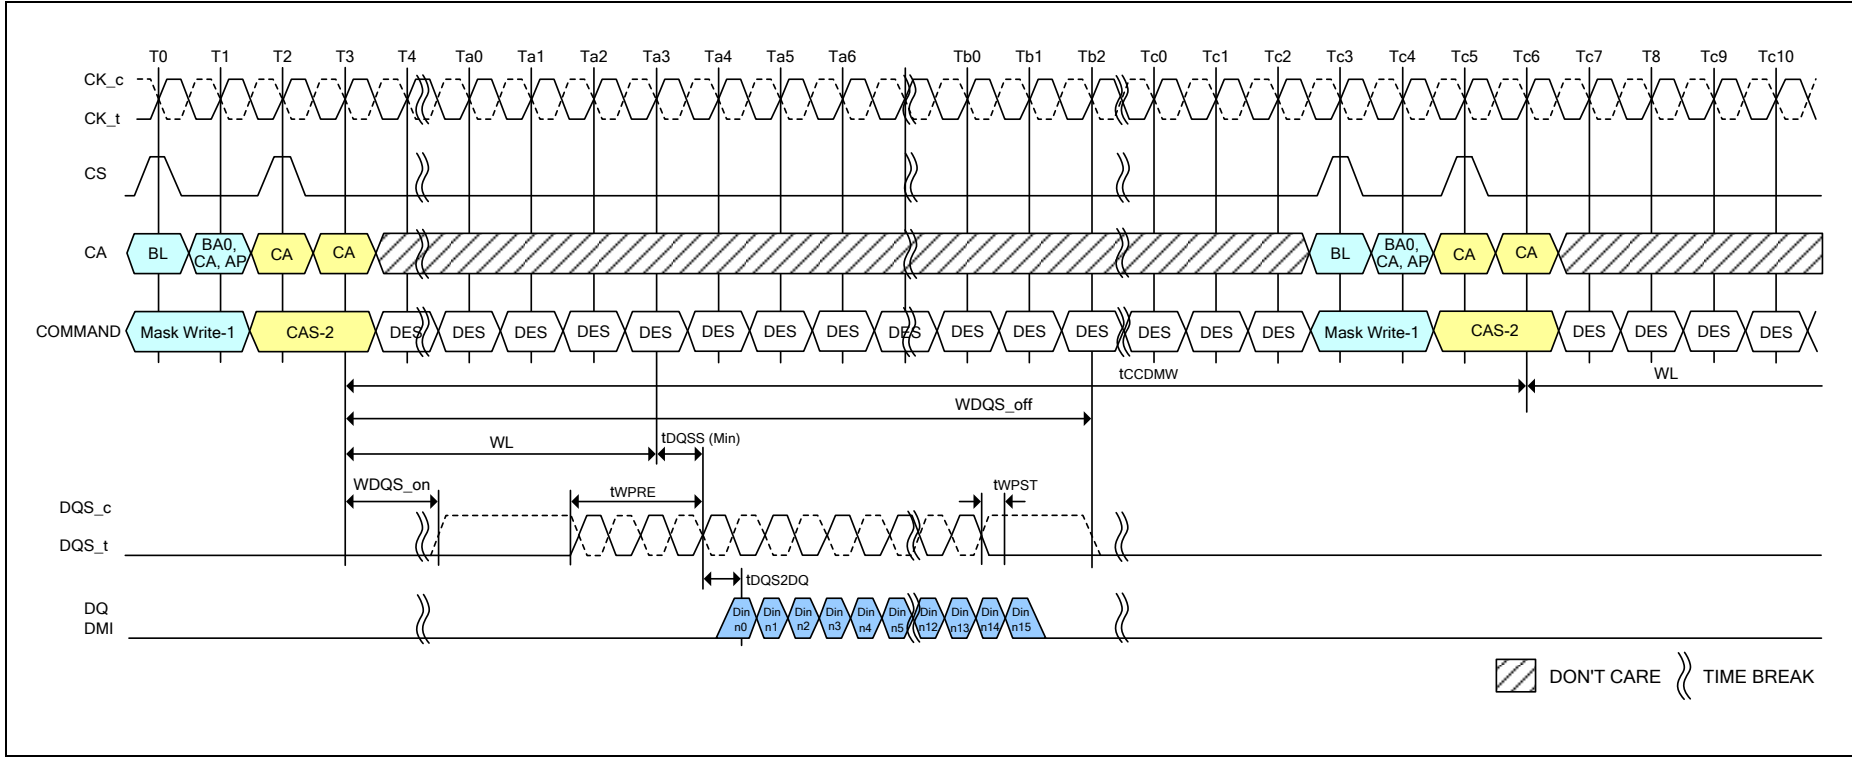 T0 T1 T2 T3 T4 Ta0 Ta1 Ta2 Ta3 Ta4 Ta5 Ta6 Tb0 Tb1 Tb2 Tc0 Tc1 Tc2 Tc3 Tc4 Tc5 Tc6 Tc7 T8 Tc9 Tc10
CK_c
CK_t
CS
CA
BL
BA0,
CA, AP
CA
CA
BL
BA0,
CA, AP
CA
CA
COMMAND
Mask Write-1 CAS-2 DES DES DES DES DES DES DES DES DES DES DES DES DES DES DES Mask Write-1 CAS-2 DES DES DES DES
tCCDMW WL
WDQS_off
WL tDQSS (Min)
WDQS_on tWPRE tWPST
DQS_c
DQS_t
tDQS2DQ
DQ
DMI
Din Din Din Din Din Din Din Din Din Din
n0 n1 n2 n3 n4 n5 n12 n13 n14 n15
DON'T CARE TIME BREAK